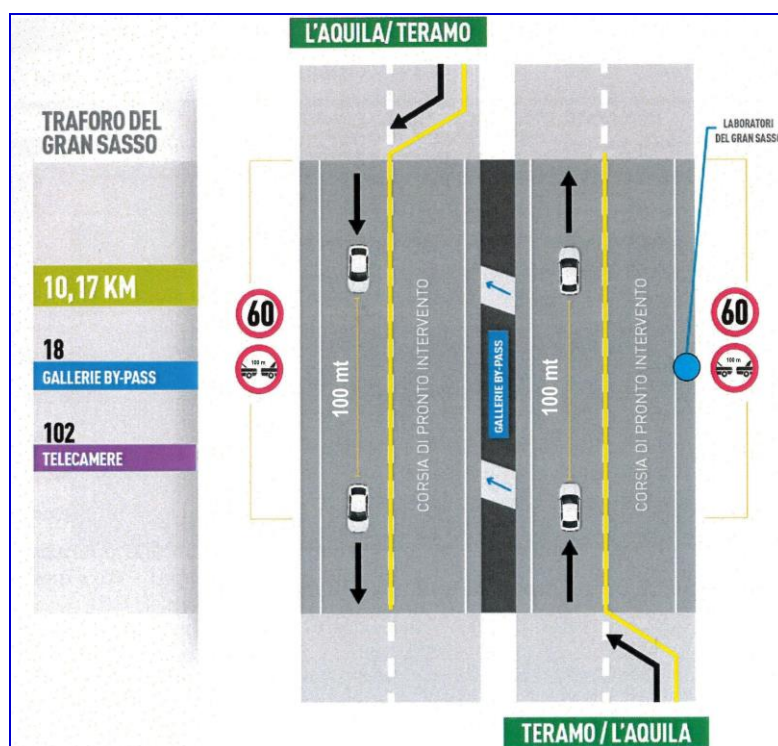 L'AQUILA/ TERAMO
TRAFORO DEL
GRAN SASSO
10,17 KM
18
GALLERIE BY-PASS
102
TELECAMERE
60
100 m
100 mt
CORSIA DI PRONTO INTERVENTO
GALLERIE BY-PASS
100 mt
CORSIA DI PRONTO INTERVENTO
LABORATORI
DEL GRAN SASSO
60
100 m
TERAMO / L'AQUILA